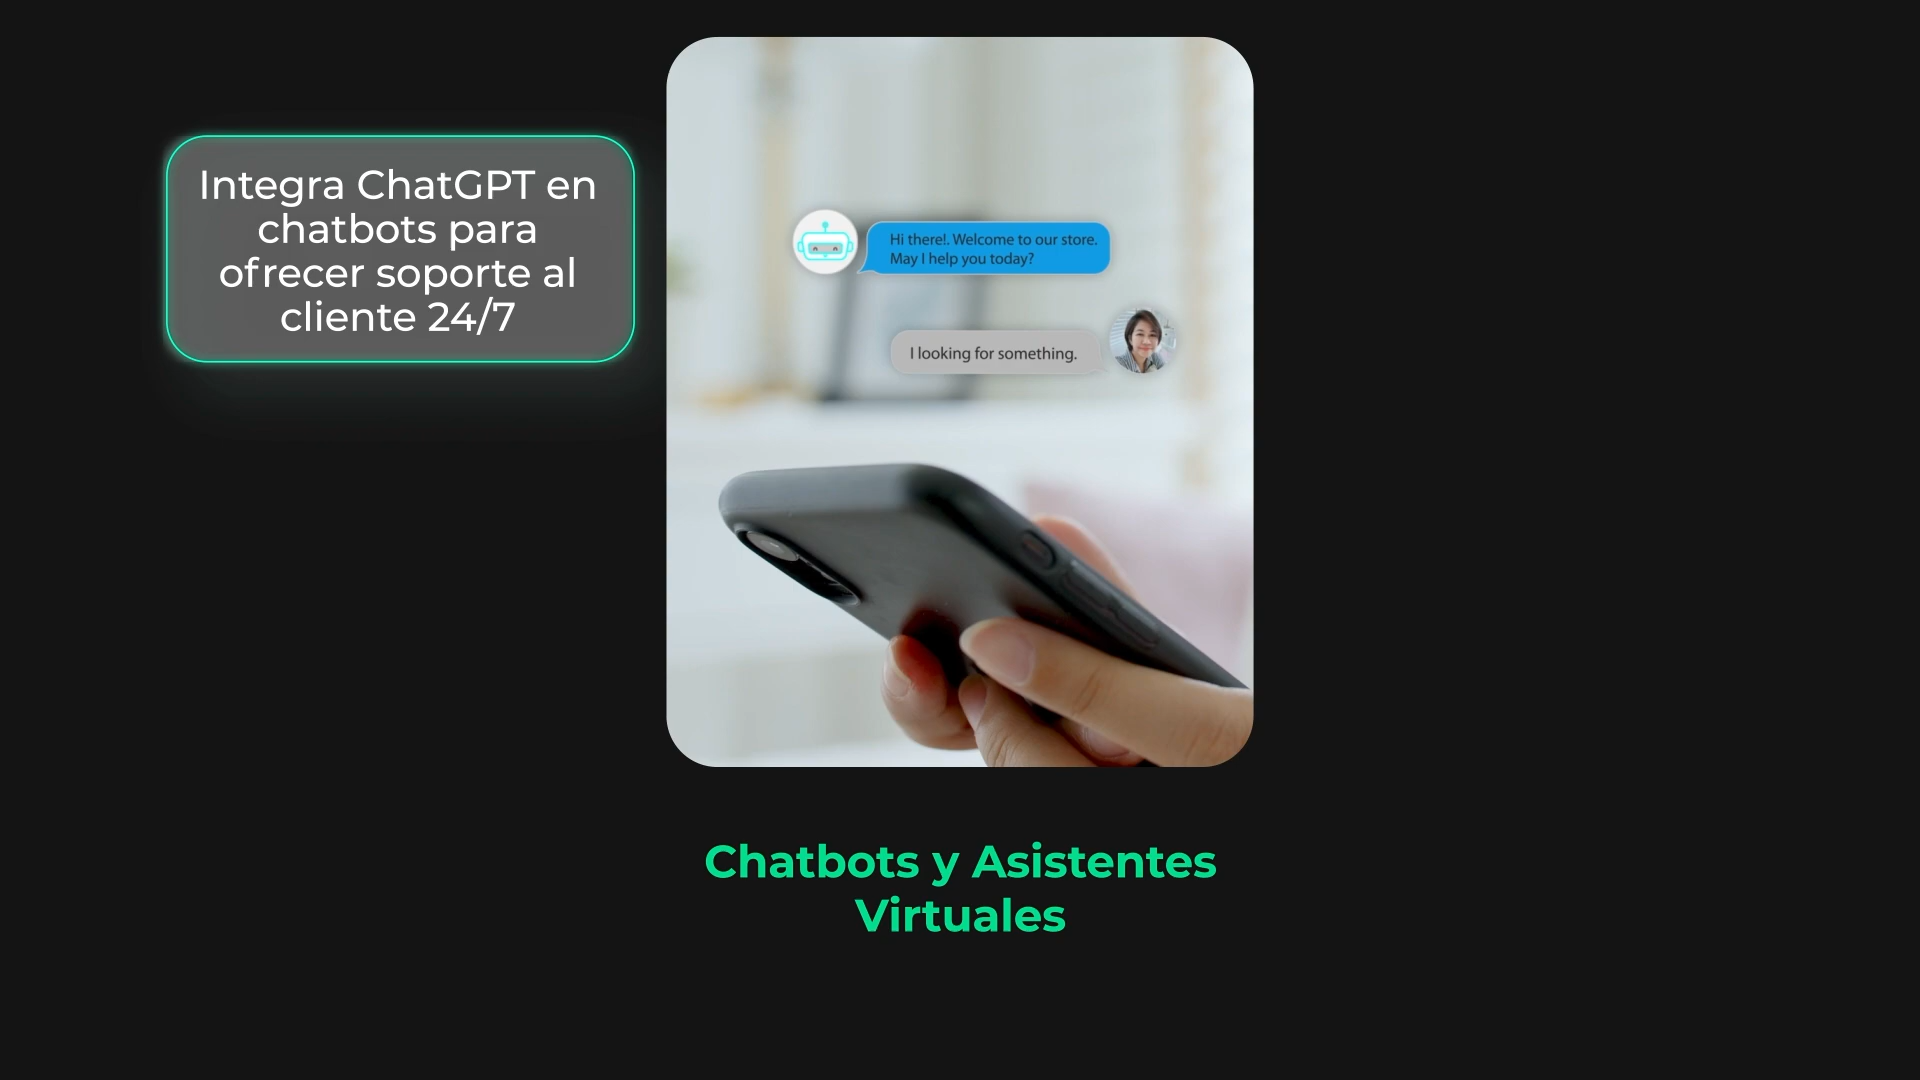 Integra ChatGPT en
chatbots para
ofrecer soporte al
cliente 24/7
Hi there!. Welcome to our store.
May I help you today?
I looking for something.
Chatbots y Asistentes
Virtuales